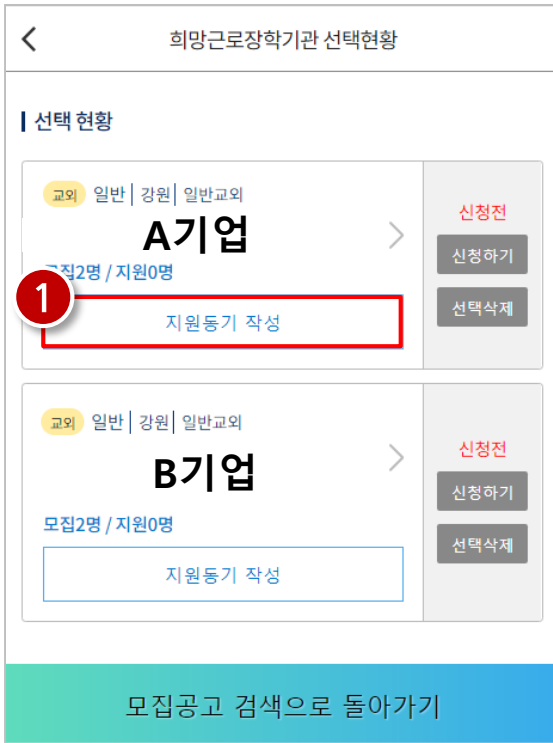 희망근로장학기관 선택현황
선택 현황
교외 일반 | 강원 | 일반교외
신청전
A기업
신청하기
모집2명 / 지원0명
1
선택삭제
지원동기 작성
교외 일반 | 강원 | 일반교외
신청전
B기업
신청하기
모집2명 / 지원0명
선택삭제
지원동기 작성
모집공고 검색으로 돌아가기